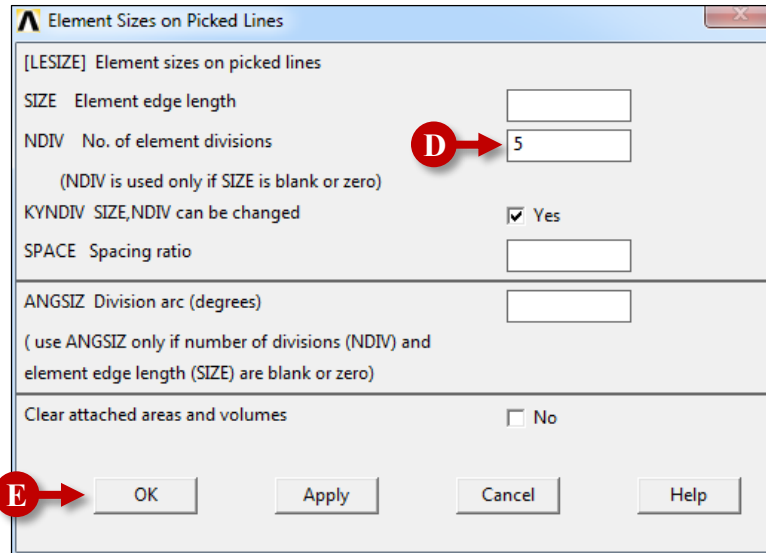 Element Sizes on Picked Lines
[LESIZE] Element sizes on picked lines
SIZE Element edge length
NDIV No. of element divisions D 5
(NDIV is used only if SIZE is blank or zero)
KYNDIV SIZE,NDIV can be changed Yes
SPACE Spacing ratio
ANGSIZ Division arc (degrees)
( use ANGSIZ only if number of divisions (NDIV) and
element edge length (SIZE) are blank or zero)
Clear attached areas and volumes No
E OK Apply Cancel Help